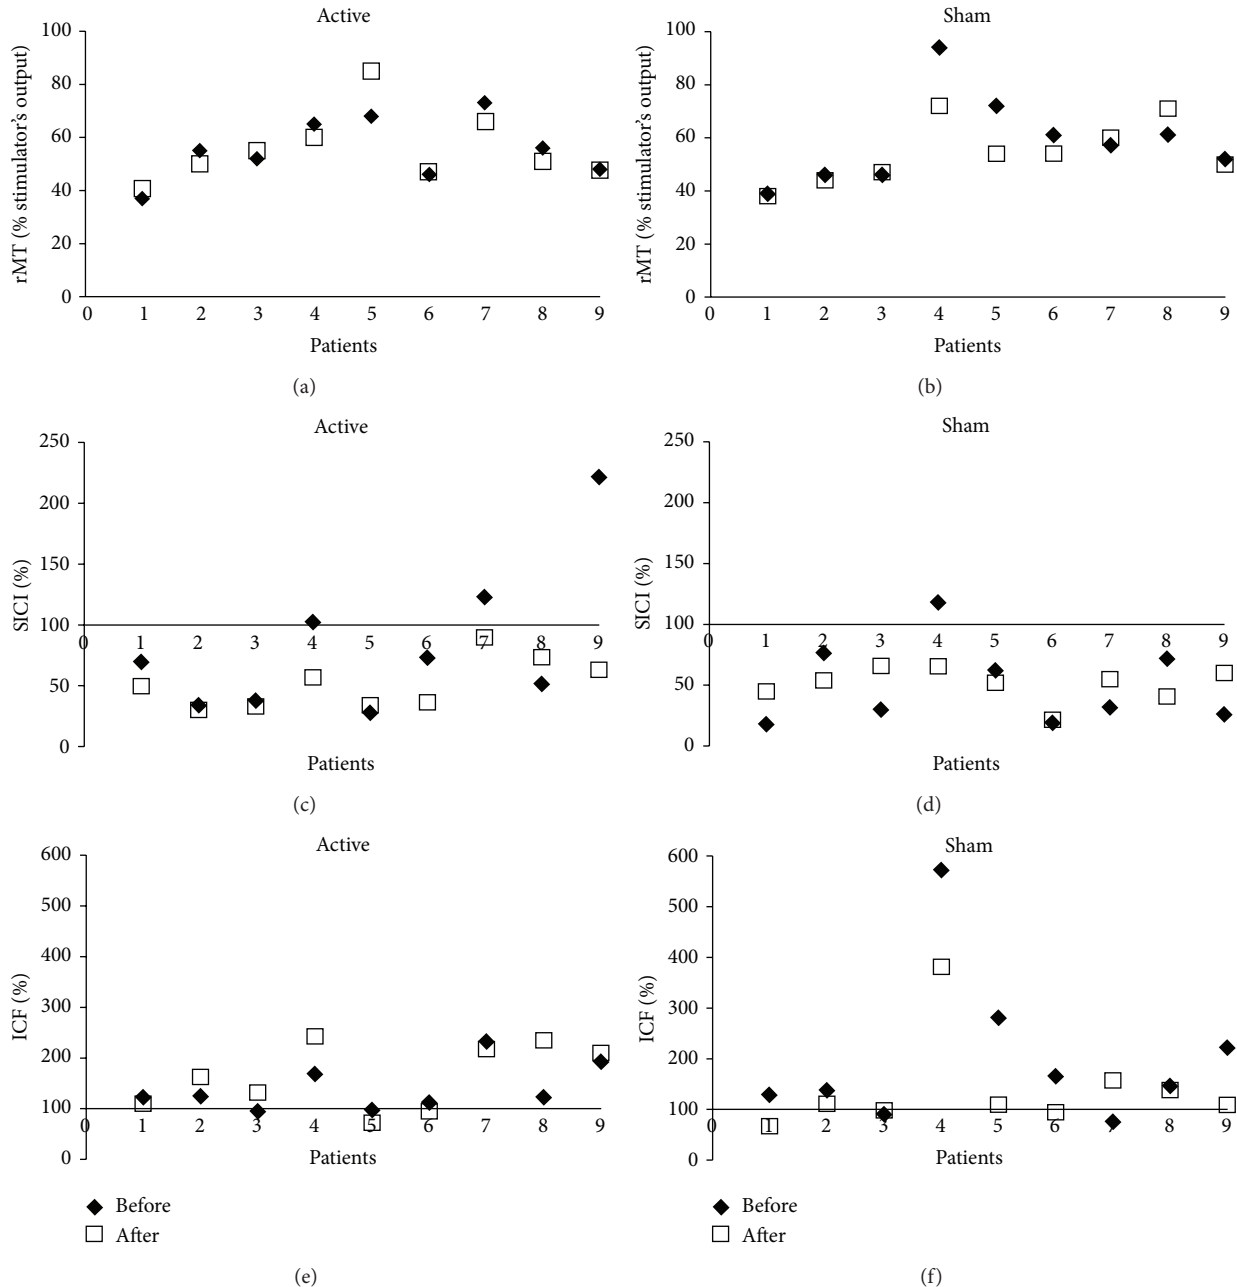 Active
100
80
60
40
20
0
rMT (% stimulator's output)
0 1 2 3 4 5 6 7 8 9
Patients
(a)
Sham
100
80
60
40
20
0
rMT (% stimulator's output)
0 1 2 3 4 5 6 7 8 9
Patients
(b)
Active
250
200
150
100
50
0
SICI (%)
0 1 2 3 4 5 6 7 8 9
Patients
(c)
Sham
250
200
150
100
50
0
SICI (%)
0 1 2 3 4 5 6 7 8 9
Patients
(d)
Active
600
500
400
300
200
100
0
ICF (%)
0 1 2 3 4 5 6 7 8 9
Patients
Before
After
(e)
Sham
600
500
400
300
200
100
0
ICF (%)
0 1 2 3 4 5 6 7 8 9
Patients
Before
After
(f)